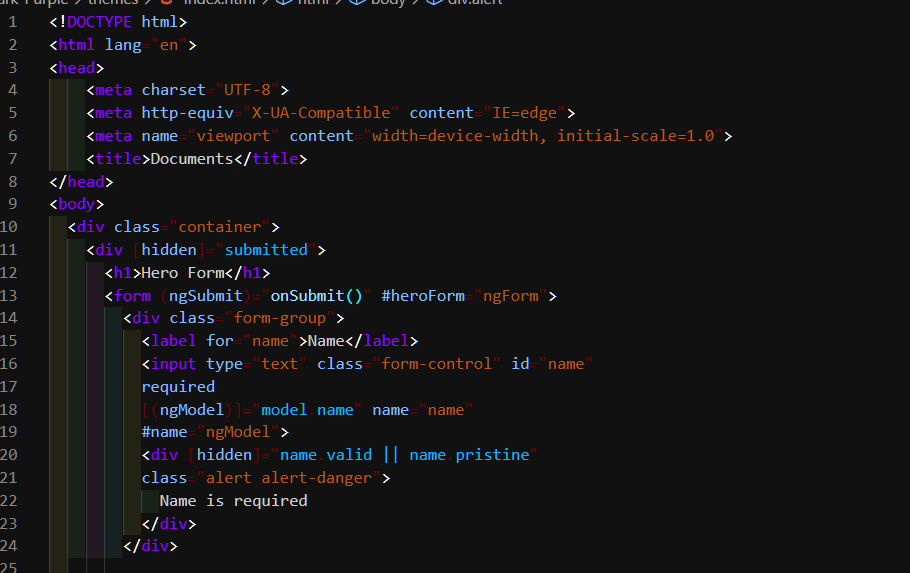 themes > index.html > html > body > div.alert
1 <!DOCTYPE html>
2 <html lang="en">
3 <head>
4 <meta charset="UTF-8">
5 <meta http-equiv="X-UA-Compatible" content="IE=edge">
6 <meta name="viewport" content="width=device-width, initial-scale=1.0">
7 <title>Documents</title>
8 </head>
9 <body>
10 <div class="container">
11 <div [hidden]="submitted">
12 <h1>Hero Form</h1>
13 <form (ngSubmit)="onSubmit()" #heroForm="ngForm">
14 <div class="form-group">
15 <label for="name">Name</label>
16 <input type="text" class="form-control" id="name"
17 required
18 [(ngModel)]="model.name" name="name"
19 #name="ngModel">
20 <div [hidden]="name.valid || name.pristine"
21 class="alert alert-danger">
22 Name is required
23 </div>
24 </div>
25